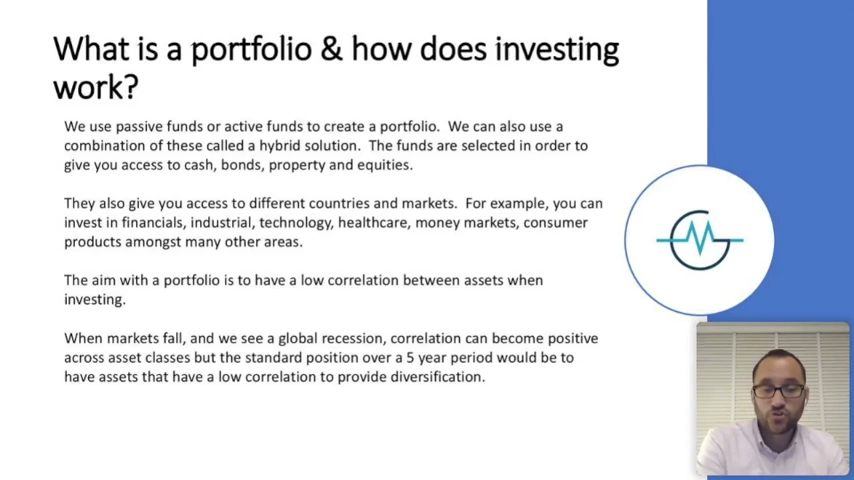 What is a portfolio & how does investing
work?
We use passive funds or active funds to create a portfolio.  We can also use a
combination of these called a hybrid solution.  The funds are selected in order to
give you access to cash, bonds, property and equities.
They also give you access to different countries and markets.  For example, you can
invest in financials, industrial, technology, healthcare, money markets, consumer
products amongst many other areas.
The aim with a portfolio is to have a low correlation between assets when
investing.
When markets fall, and we see a global recession, correlation can become positive
across asset classes but the standard position over a 5 year period would be to
have assets that have a low correlation to provide diversification.